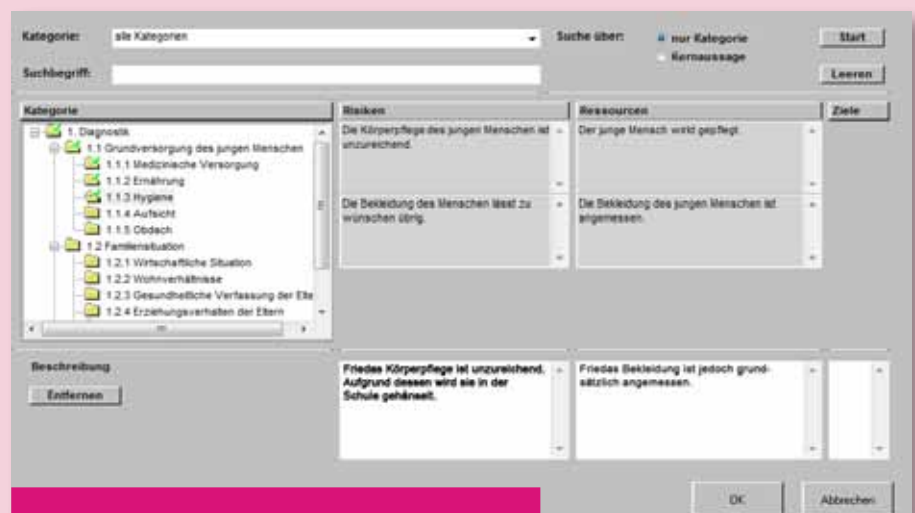 Kategorie: alle Kategorien Suche über: nur Kategorie Start
Kernaussage
Suchbegriff: Leeren
Kategorie Risiken Ressourcen Ziele
1. Diagnostik
1.1 Grundversorgung des jungen Menschen
1.1.1 Medizinische Versorgung
1.1.2 Ernährung
1.1.3 Hygiene
1.1.4 Aufsicht
1.1.5 Obdach
1.2 Familiensituation
1.2.1 Wirtschaftliche Situation
1.2.2 Wohnverhältnisse
1.2.3 Gesundheitliche Verfassung der Elte
1.2.4 Erziehungsverhalten der Eltern
Die Körperpflege des jungen Menschen ist
unzureichend.
Der junge Mensch wirkt gepflegt.
Die Bekleidung des Menschen lässt zu
wünschen übrig.
Die Bekleidung des jungen Menschen ist
angemessen.
Beschreibung
Entfernen
Friedas Körperpflege ist unzureichend.
Aufgrund dessen wird sie in der
Schule gehänselt.
Friedas Bekleidung ist jedoch grund-
sätzlich angemessen.
OK Abbrechen